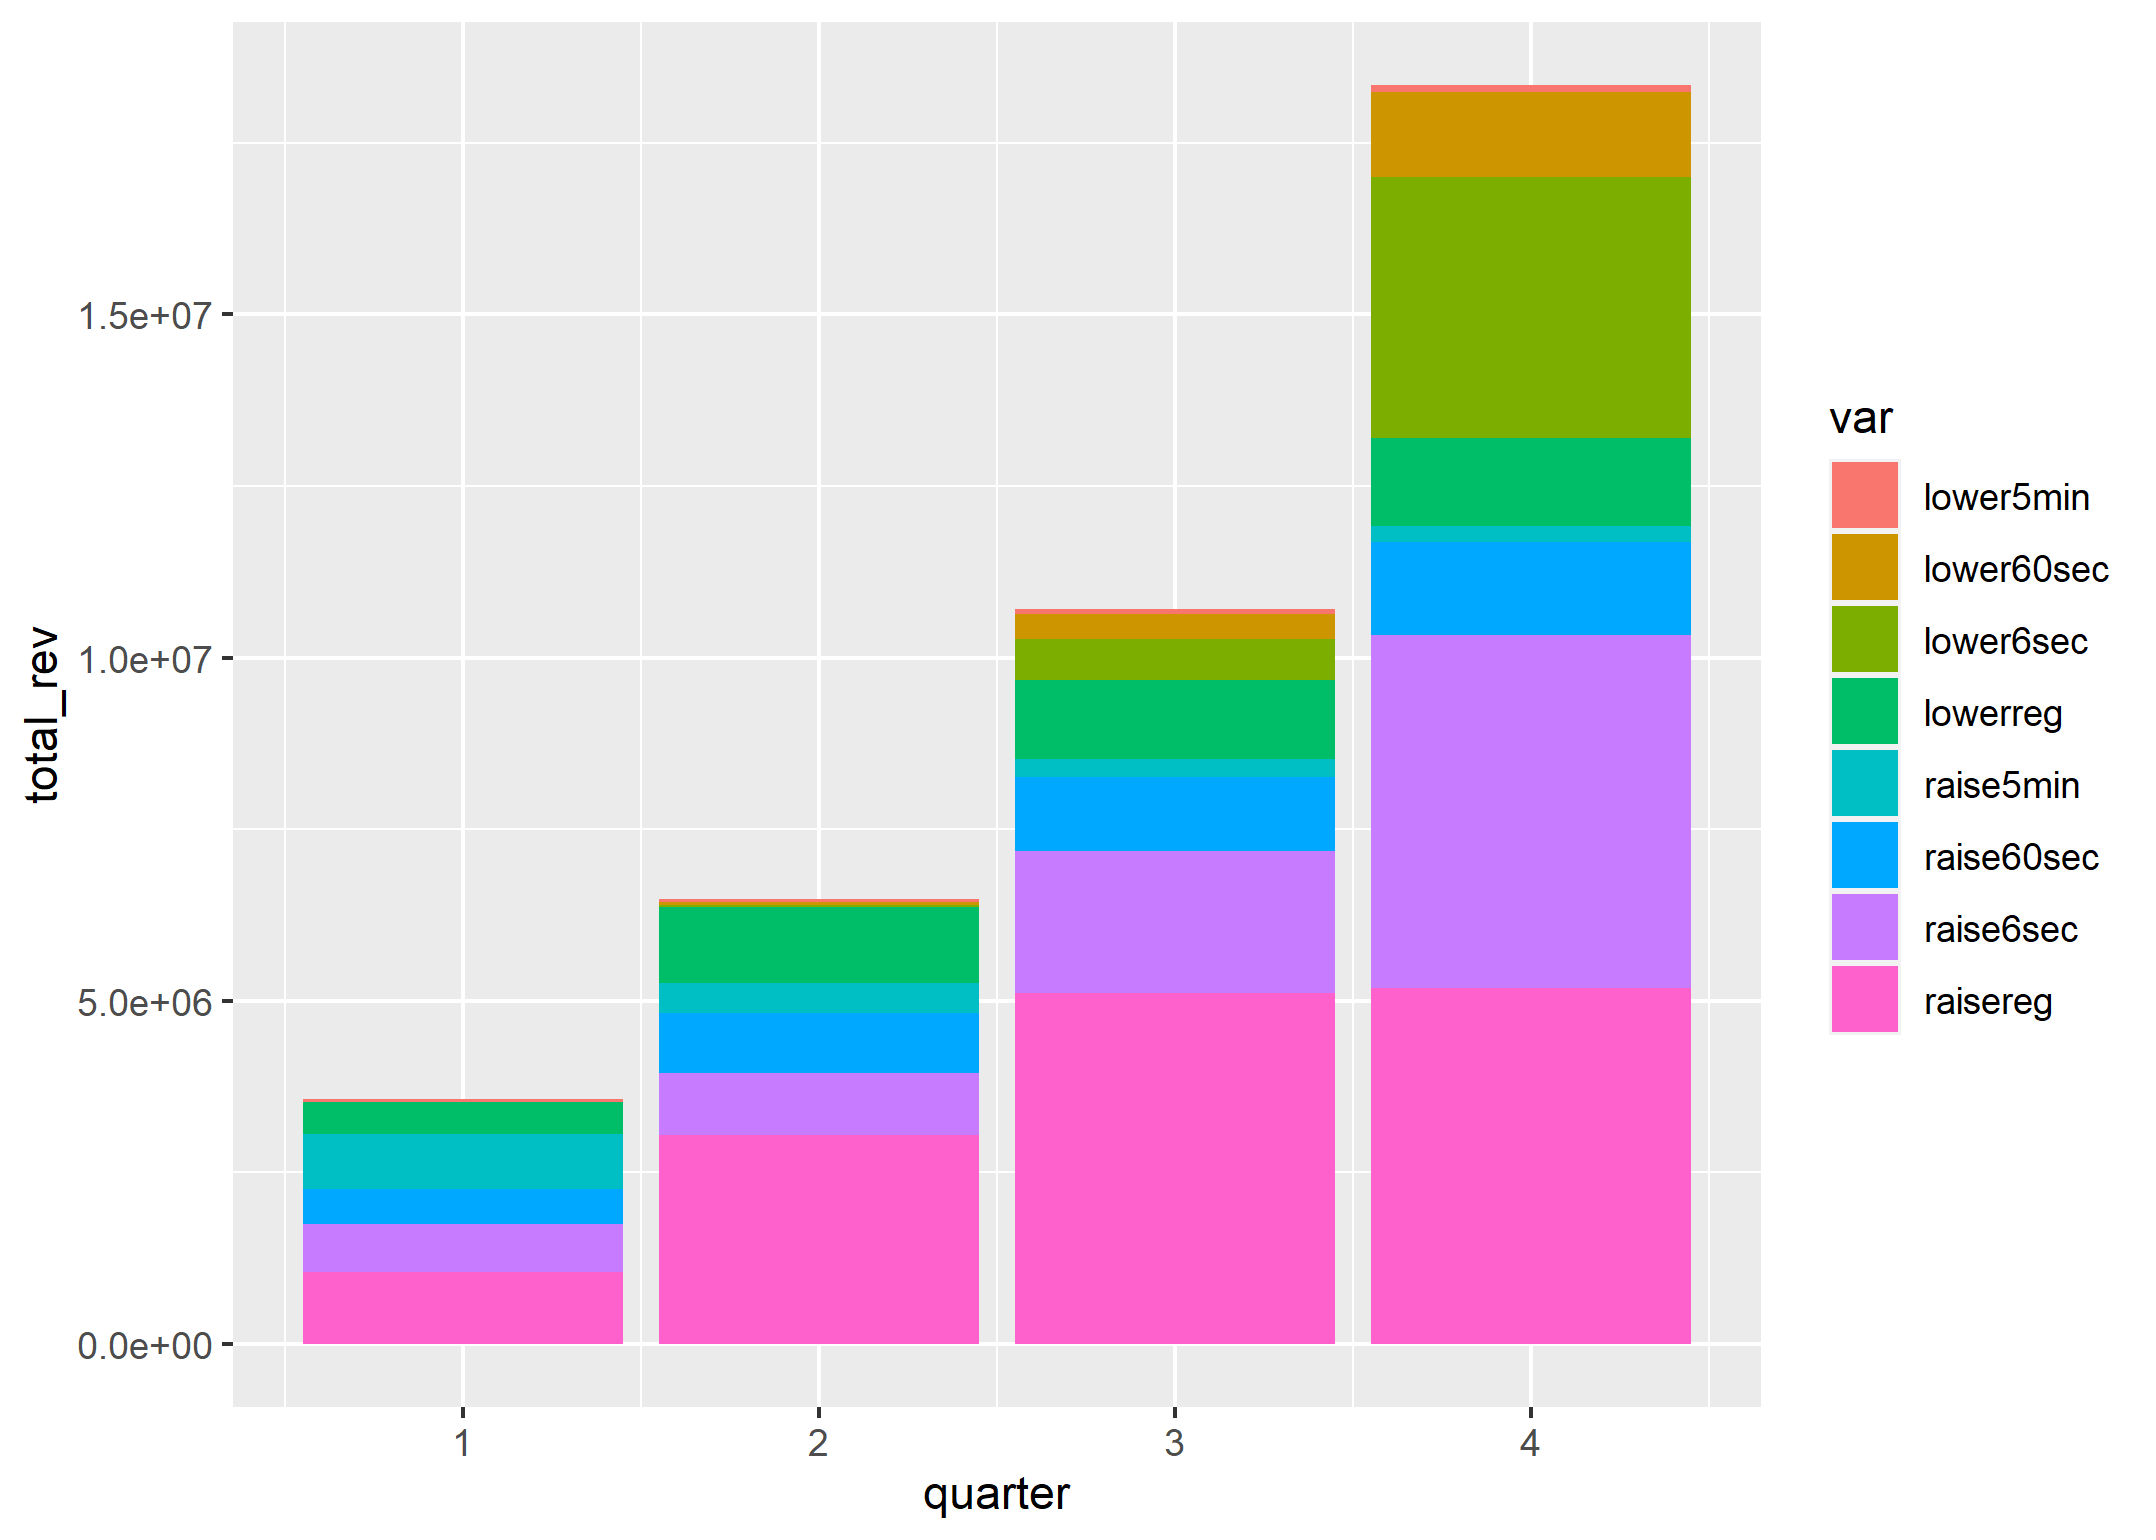 total_rev
1.5e+07
1.0e+07
5.0e+06
0.0e+00
1
2
3
4
quarter
var
lower5min
lower60sec
lower6sec
lowerreg
raise5min
raise60sec
raise6sec
raisereg